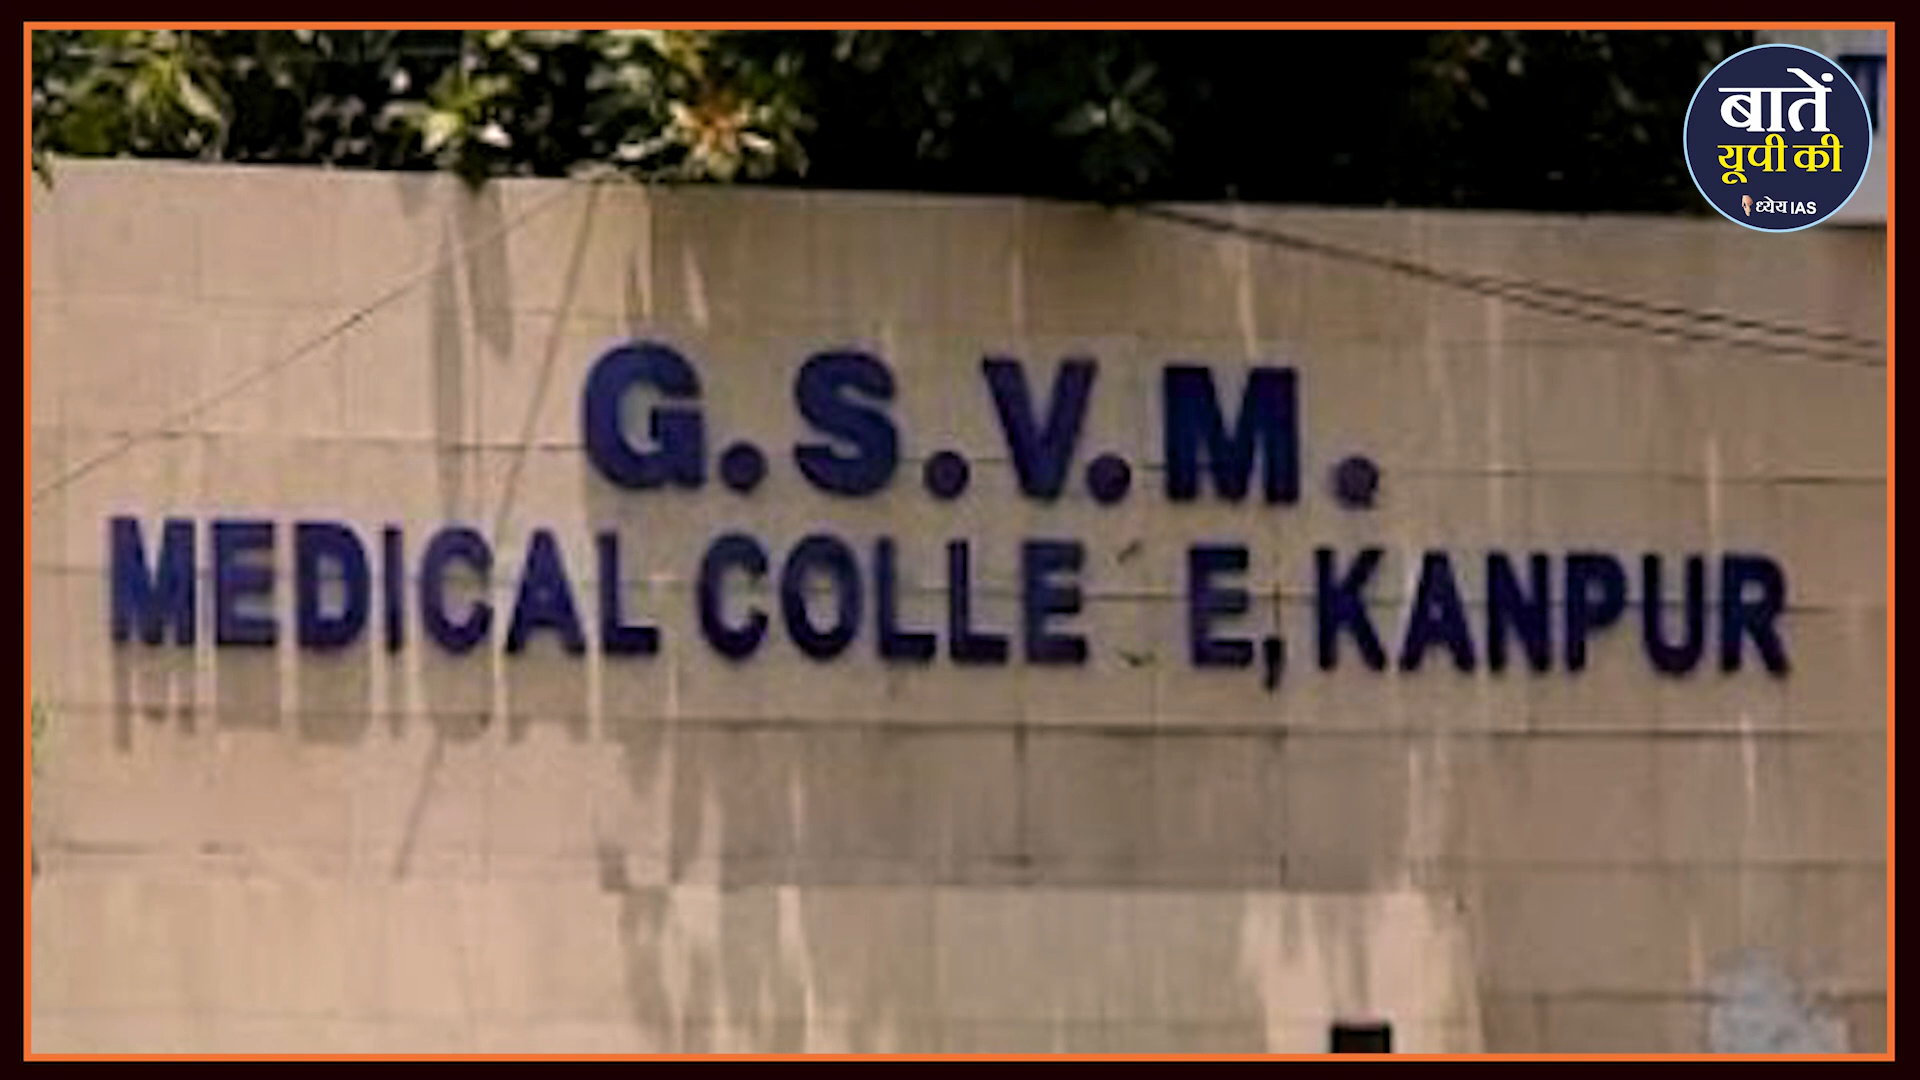 बातें
यूपी की
ध्येय IAS
G.S.V.M.
MEDICAL COLLE E, KANPUR